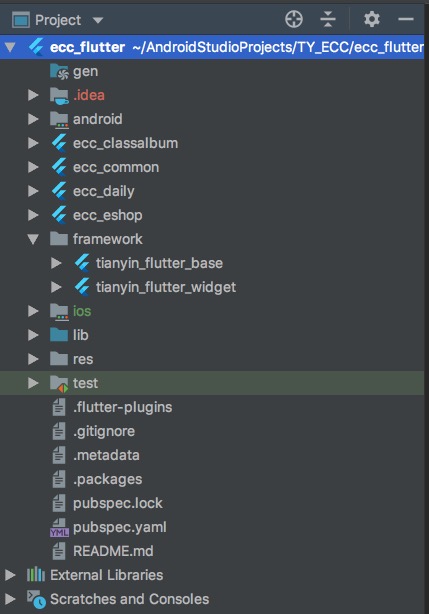 Project
ecc_flutter ~/AndroidStudioProjects/TY_ECC/ecc_flutter
gen
.idea
android
ecc_classalbum
ecc_common
ecc_daily
ecc_eshop
framework
tianyin_flutter_base
tianyin_flutter_widget
ios
lib
res
test
.flutter-plugins
.gitignore
.metadata
.packages
pubspec.lock
YML pubspec.yaml
README.md
External Libraries
Scratches and Consoles